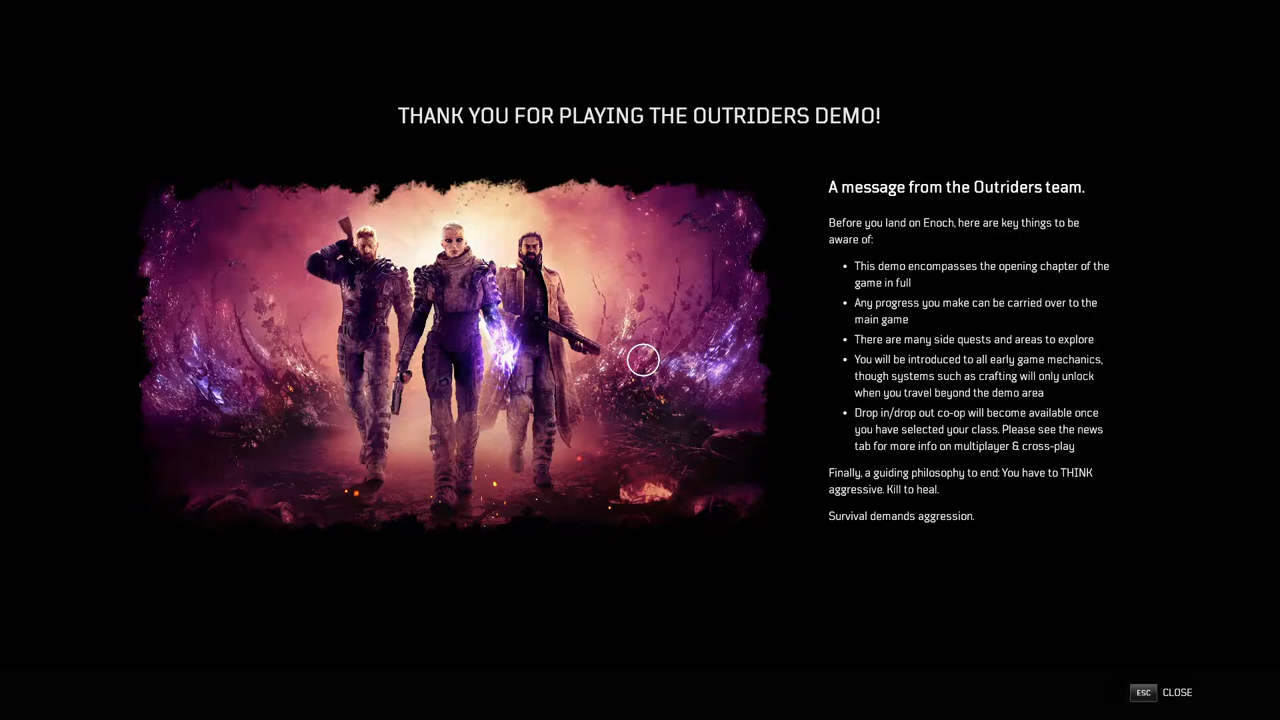 THANK YOU FOR PLAYING THE OUTRIDERS DEMO!
A message from the Outriders team.
Before you land on Enoch, here are key things to be
aware of:
• This demo encompasses the opening chapter of the
game in full
• Any progress you make can be carried over to the
main game
• There are many side quests and areas to explore
• You will be introduced to all early game mechanics,
though systems such as crafting will only unlock
when you travel beyond the demo area
• Drop in/drop out co-op will become available once
you have selected your class. Please see the news
tab for more info on multiplayer & cross-play
Finally, a guiding philosophy to end: You have to THINK
aggressive. Kill to heal.
Survival demands aggression.
ESC CLOSE